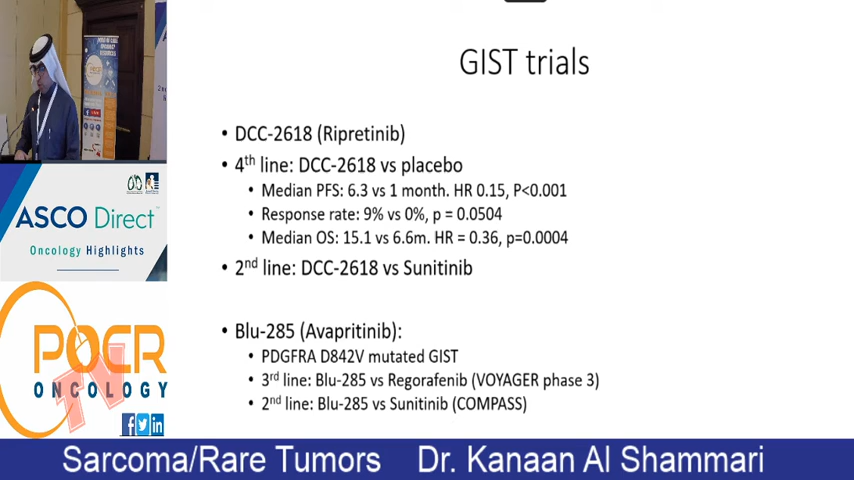 GIST trials
• DCC-2618 (Ripretinib)
• 4th line: DCC-2618 vs placebo
• Median PFS: 6.3 vs 1 month. HR 0.15, P<0.001
• Response rate: 9% vs 0%, p = 0.0504
• Median OS: 15.1 vs 6.6m. HR = 0.36, p=0.0004
• 2nd line: DCC-2618 vs Sunitinib
• Blu-285 (Avapritinib):
• PDGFRA D842V mutated GIST
• 3rd line: Blu-285 vs Regorafenib (VOYAGER phase 3)
• 2nd line: Blu-285 vs Sunitinib (COMPASS)
ASCO Direct™
Oncology Highlights
POCR
ONCOLOGY
TV
Sarcoma/Rare Tumors Dr. Kanaan Al Shammari